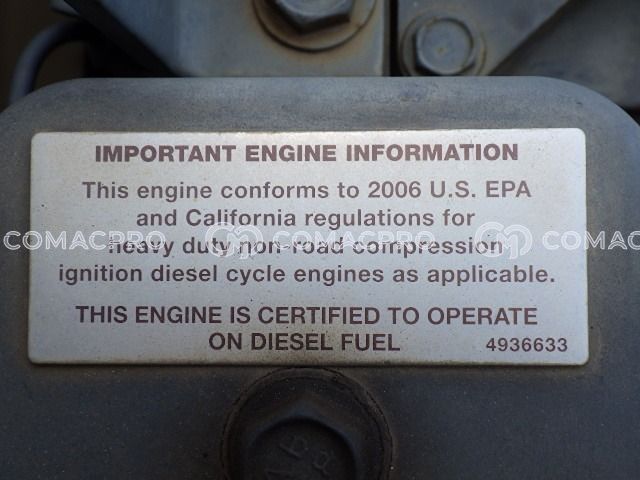 IMPORTANT ENGINE INFORMATION
This engine conforms to 2006 U.S. EPA
and California regulations for
heavy duty non-road compression
ignition diesel cycle engines as applicable.
THIS ENGINE IS CERTIFIED TO OPERATE
ON DIESEL FUEL 4936633
COMACPRO COMACPRO COMACPRO